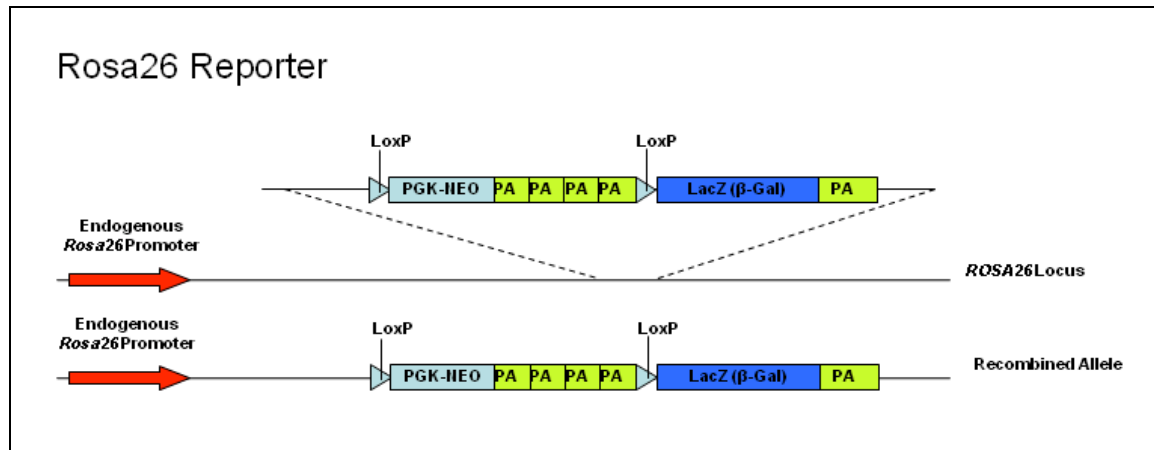 Rosa26 Reporter
LoxP LoxP
PGK-NEO PA PA PA PA LacZ (β-Gal) PA
Endogenous
Rosa26Promoter
ROSA26Locus
Endogenous
Rosa26Promoter
LoxP LoxP
PGK-NEO PA PA PA PA LacZ (β-Gal) PA
Recombined Allele